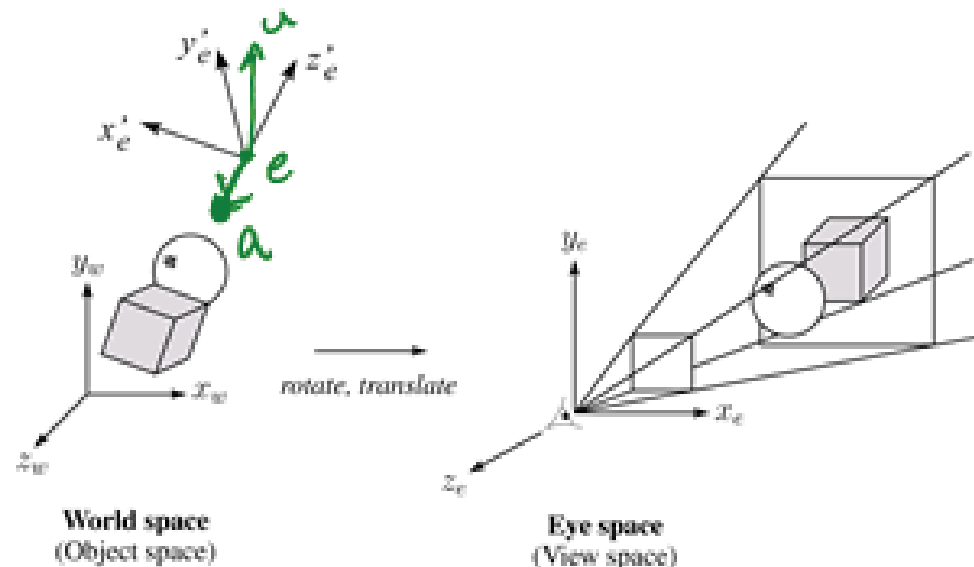 u
y'e
z'e
x'e
e
a
yw
xw
zw
rotate, translate
ye
xe
ze
World space
(Object space)
Eye space
(View space)